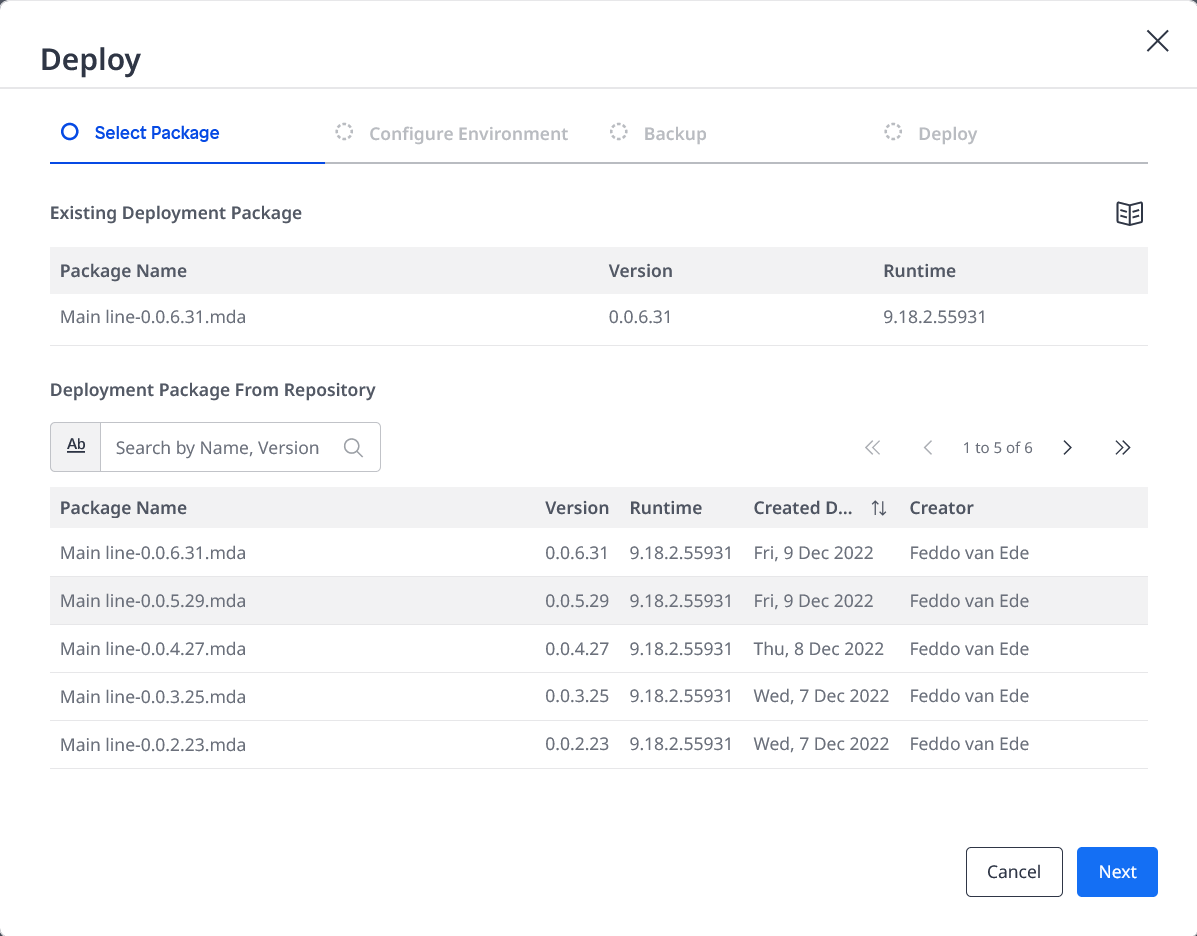 Deploy
Select Package Configure Environment Backup Deploy
Existing Deployment Package
Package Name Version Runtime
Main line-0.0.6.31.mda 0.0.6.31 9.18.2.55931
Deployment Package From Repository
Ab Search by Name, Version 1 to 5 of 6
Package Name Version Runtime Created D... Creator
Main line-0.0.6.31.mda 0.0.6.31 9.18.2.55931 Fri, 9 Dec 2022 Feddo van Ede
Main line-0.0.5.29.mda 0.0.5.29 9.18.2.55931 Fri, 9 Dec 2022 Feddo van Ede
Main line-0.0.4.27.mda 0.0.4.27 9.18.2.55931 Thu, 8 Dec 2022 Feddo van Ede
Main line-0.0.3.25.mda 0.0.3.25 9.18.2.55931 Wed, 7 Dec 2022 Feddo van Ede
Main line-0.0.2.23.mda 0.0.2.23 9.18.2.55931 Wed, 7 Dec 2022 Feddo van Ede
Cancel Next